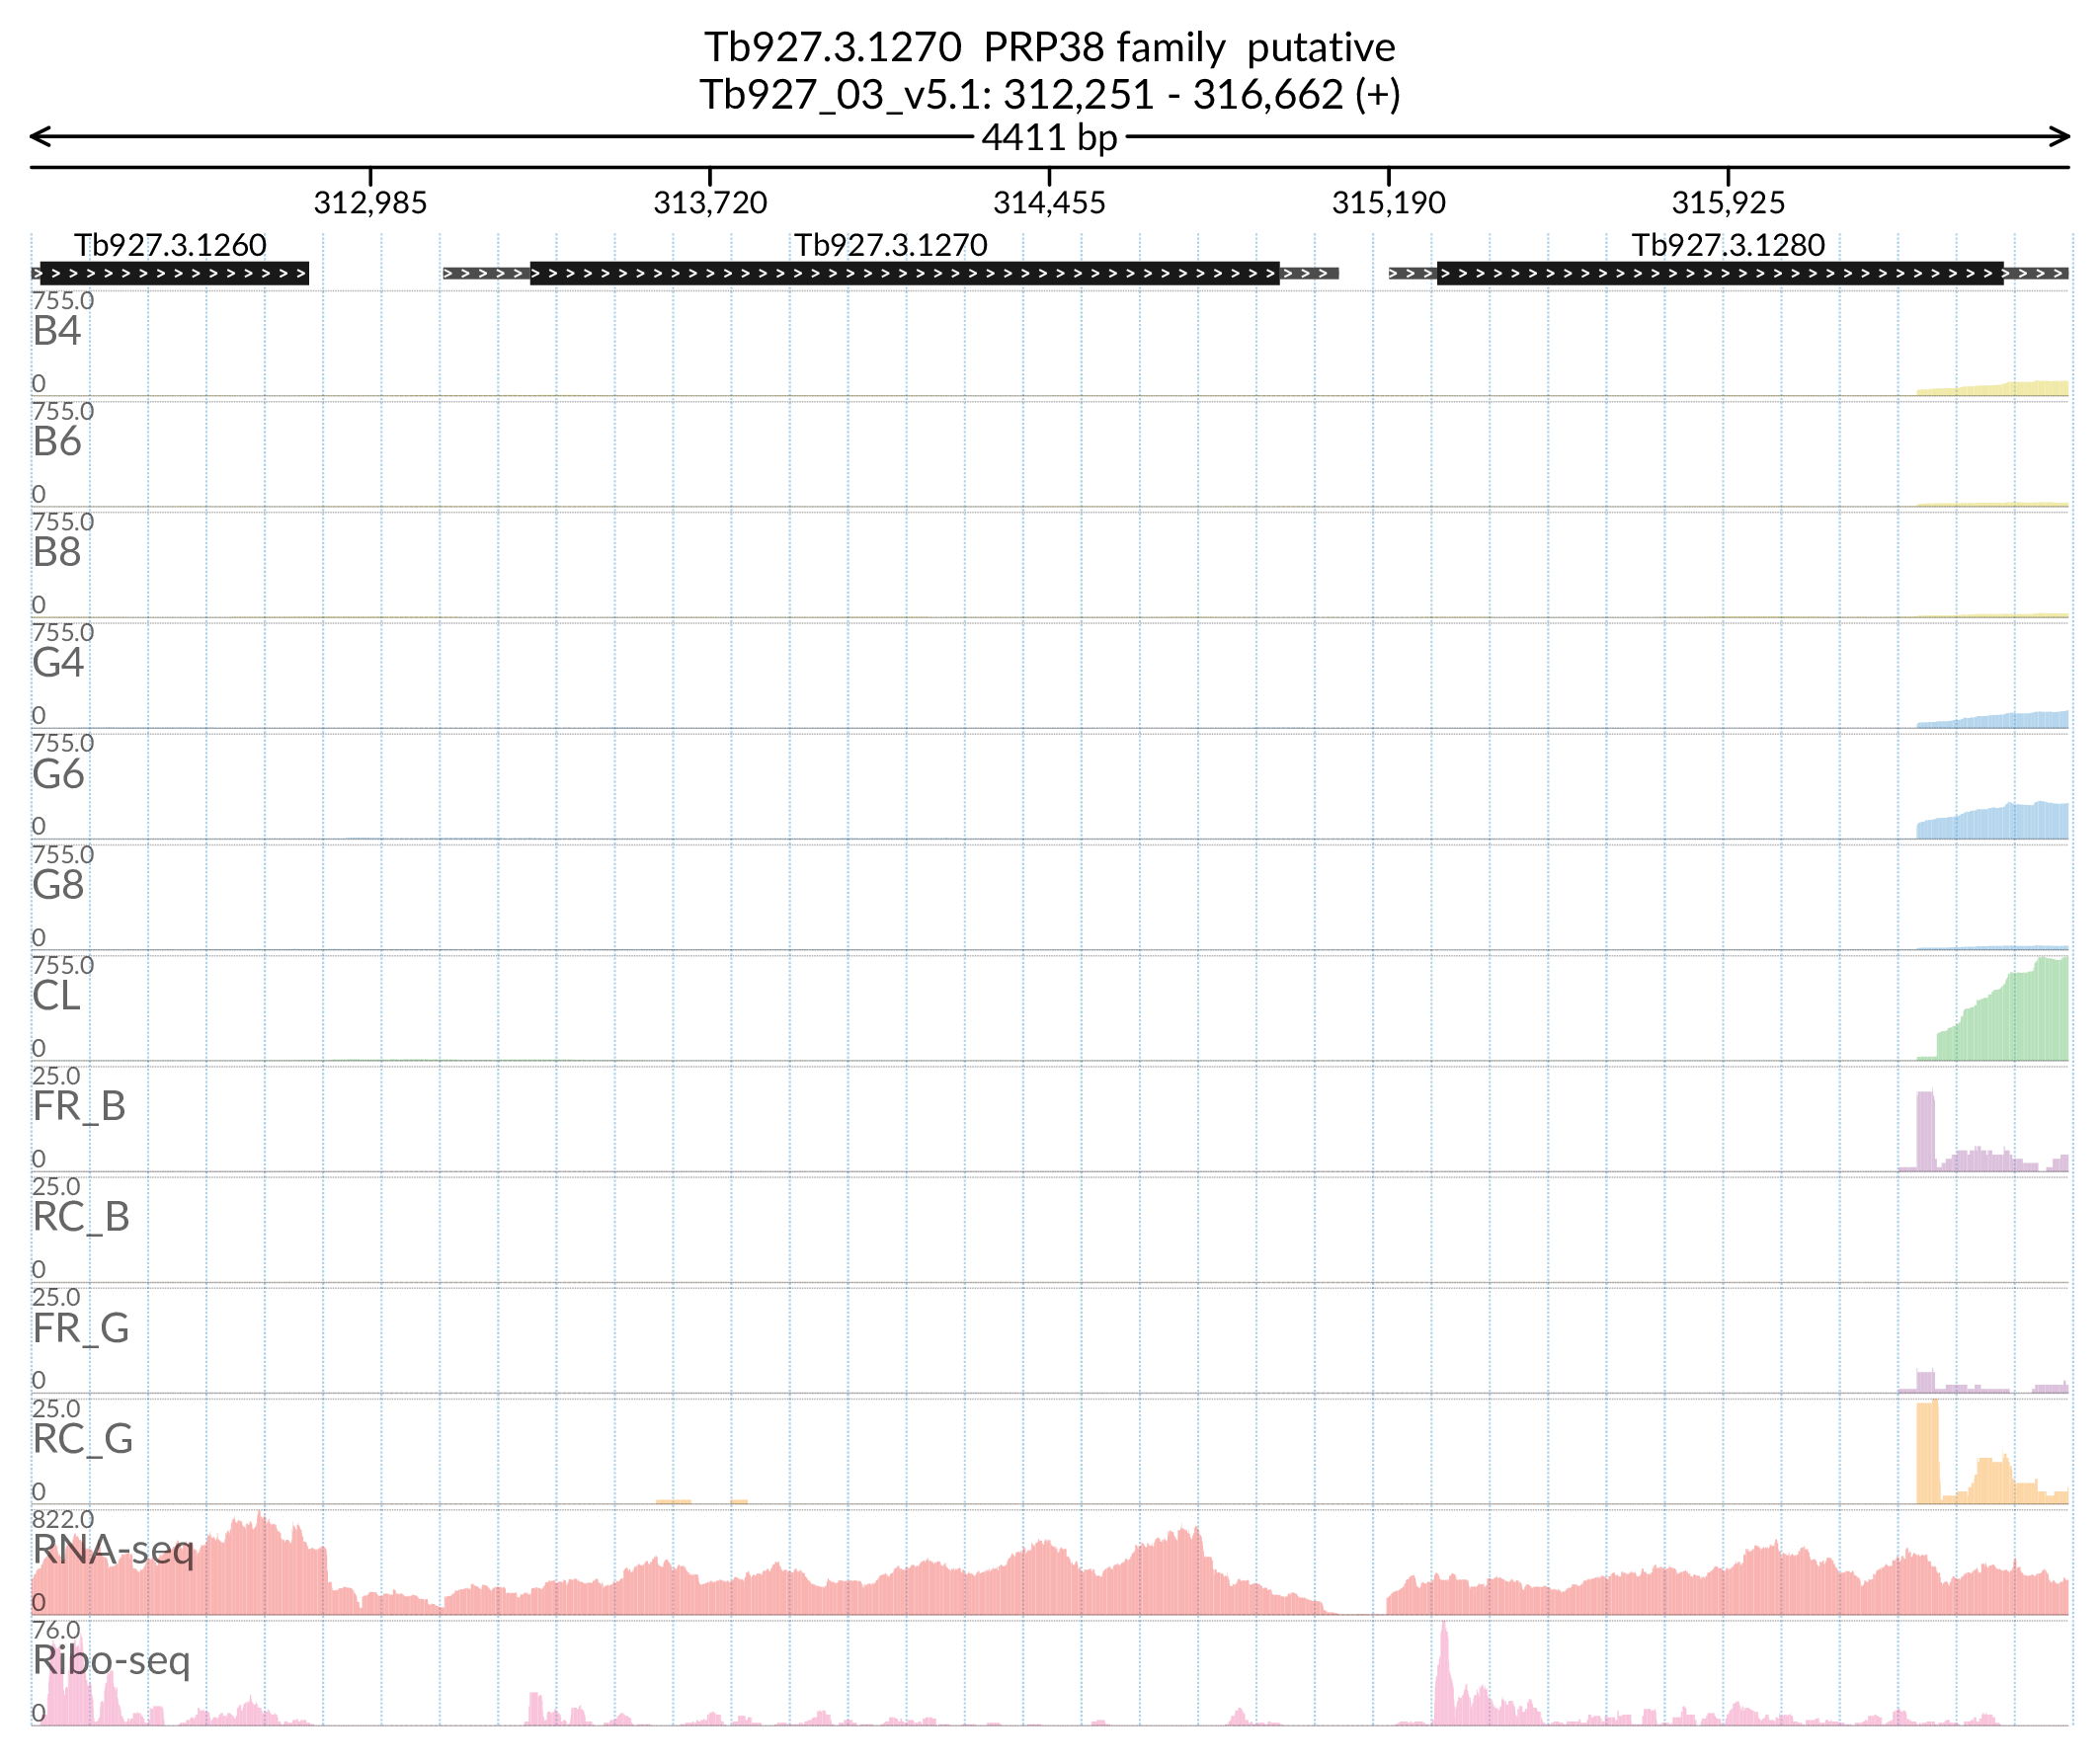 Tb927.3.1270  PRP38 family  putative
Tb927_03_v5.1: 312,251 - 316,662 (+)
4411 bp
312,985 313,720 314,455 315,190 315,925
Tb927.3.1260 Tb927.3.1270 Tb927.3.1280
755.0
B4
0
755.0
B6
0
755.0
B8
0
755.0
G4
0
755.0
G6
0
755.0
G8
0
755.0
CL
0
25.0
FR_B
0
25.0
RC_B
0
25.0
FR_G
0
25.0
RC_G
0
822.0
RNA-seq
0
76.0
Ribo-seq
0